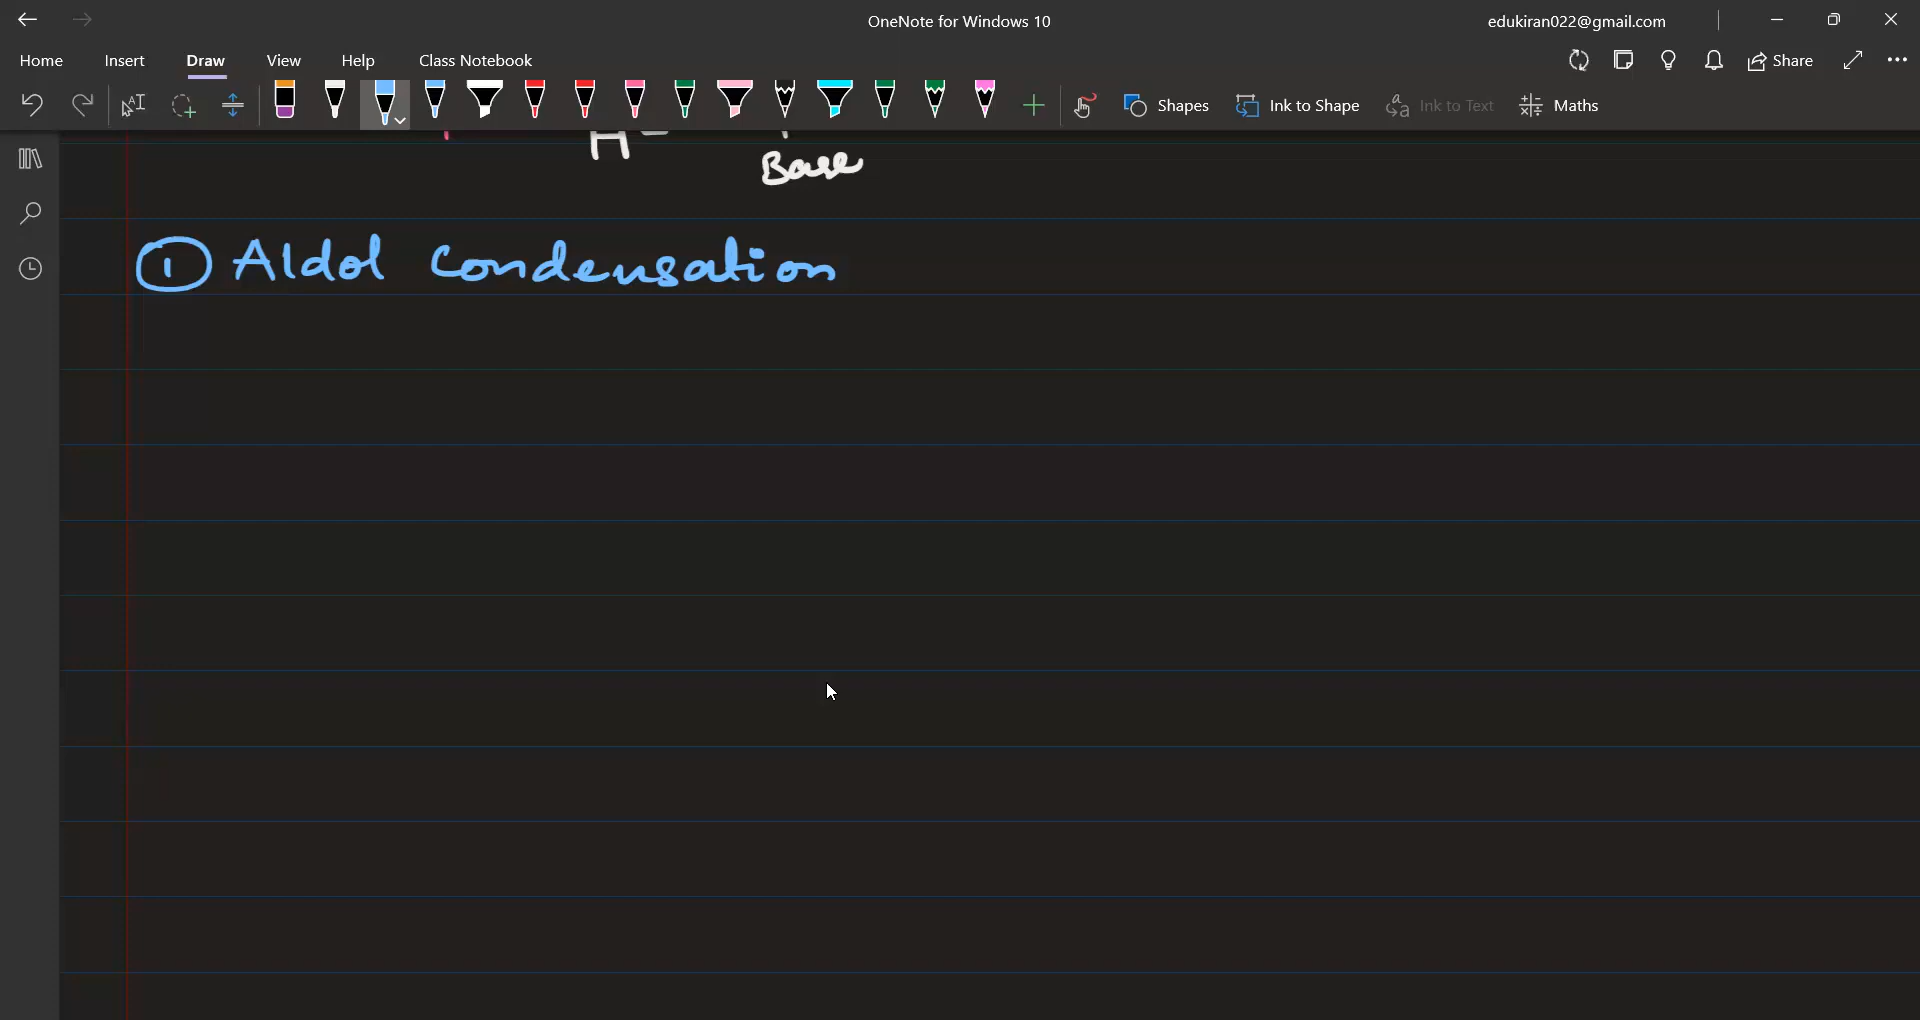 OneNote for Windows 10
edukiran022@gmail.com
Home Insert Draw View Help Class Notebook
Share
Shapes Ink to Shape Ink to Text Maths
H
Base
① Aldol Condensation